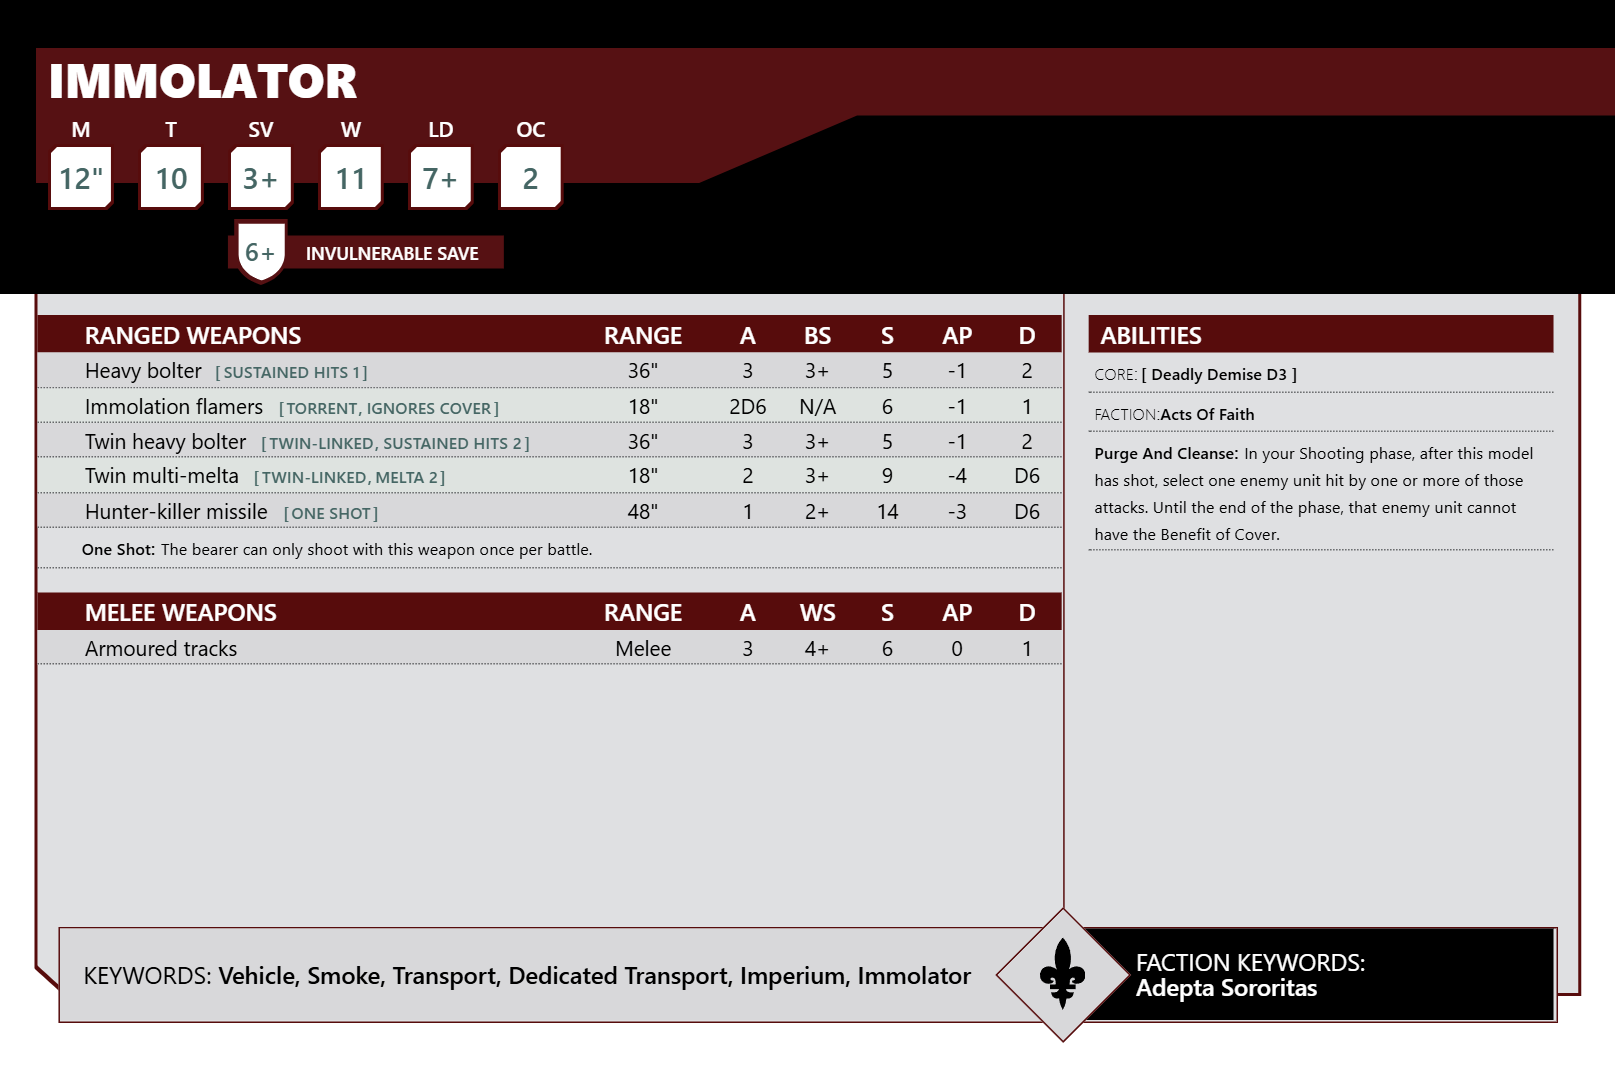 IMMOLATOR
M T SV W LD OC
12" 10 3+ 11 7+ 2
6+ INVULNERABLE SAVE
RANGED WEAPONS RANGE A BS S AP D
Heavy bolter [SUSTAINED HITS 1] 36" 3 3+ 5 -1 2
Immolation flamers [TORRENT, IGNORES COVER] 18" 2D6 N/A 6 -1 1
Twin heavy bolter [TWIN-LINKED, SUSTAINED HITS 2] 36" 3 3+ 5 -1 2
Twin multi-melta [TWIN-LINKED, MELTA 2] 18" 2 3+ 9 -4 D6
Hunter-killer missile [ONE SHOT] 48" 1 2+ 14 -3 D6
One Shot: The bearer can only shoot with this weapon once per battle.
MELEE WEAPONS RANGE A WS S AP D
Armoured tracks Melee 3 4+ 6 0 1
ABILITIES
CORE: [ Deadly Demise D3 ]
FACTION:Acts Of Faith
Purge And Cleanse: In your Shooting phase, after this model
has shot, select one enemy unit hit by one or more of those
attacks. Until the end of the phase, that enemy unit cannot
have the Benefit of Cover.
KEYWORDS: Vehicle, Smoke, Transport, Dedicated Transport, Imperium, Immolator
FACTION KEYWORDS:
Adepta Sororitas